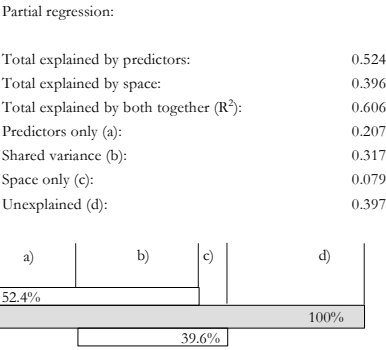 Partial regression:
Total explained by predictors: 0.524
Total explained by space: 0.396
Total explained by both together (R²): 0.606
Predictors only (a): 0.207
Shared variance (b): 0.317
Space only (c): 0.079
Unexplained (d): 0.397
a) b) c) d)
52.4%
100%
39.6%